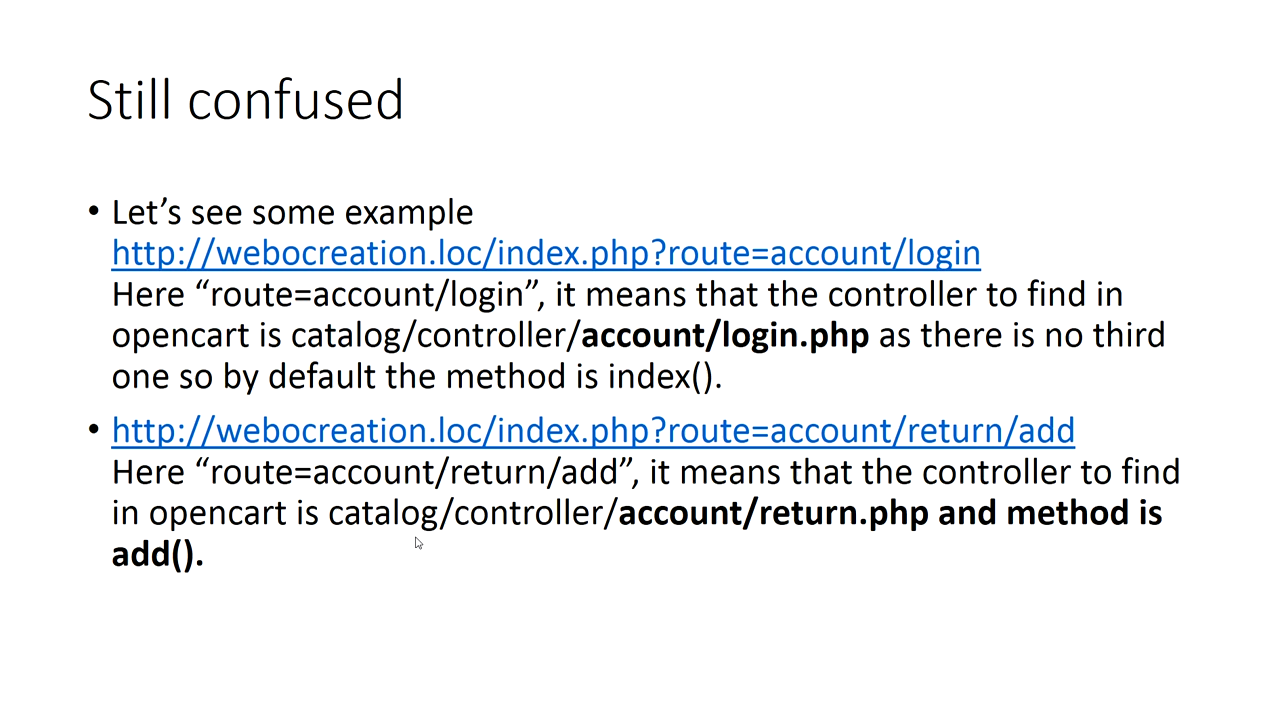 Still confused
• Let’s see some example
http://webocreation.loc/index.php?route=account/login
Here “route=account/login”, it means that the controller to find in
opencart is catalog/controller/account/login.php as there is no third
one so by default the method is index().
• http://webocreation.loc/index.php?route=account/return/add
Here “route=account/return/add”, it means that the controller to find
in opencart is catalog/controller/account/return.php and method is
add().